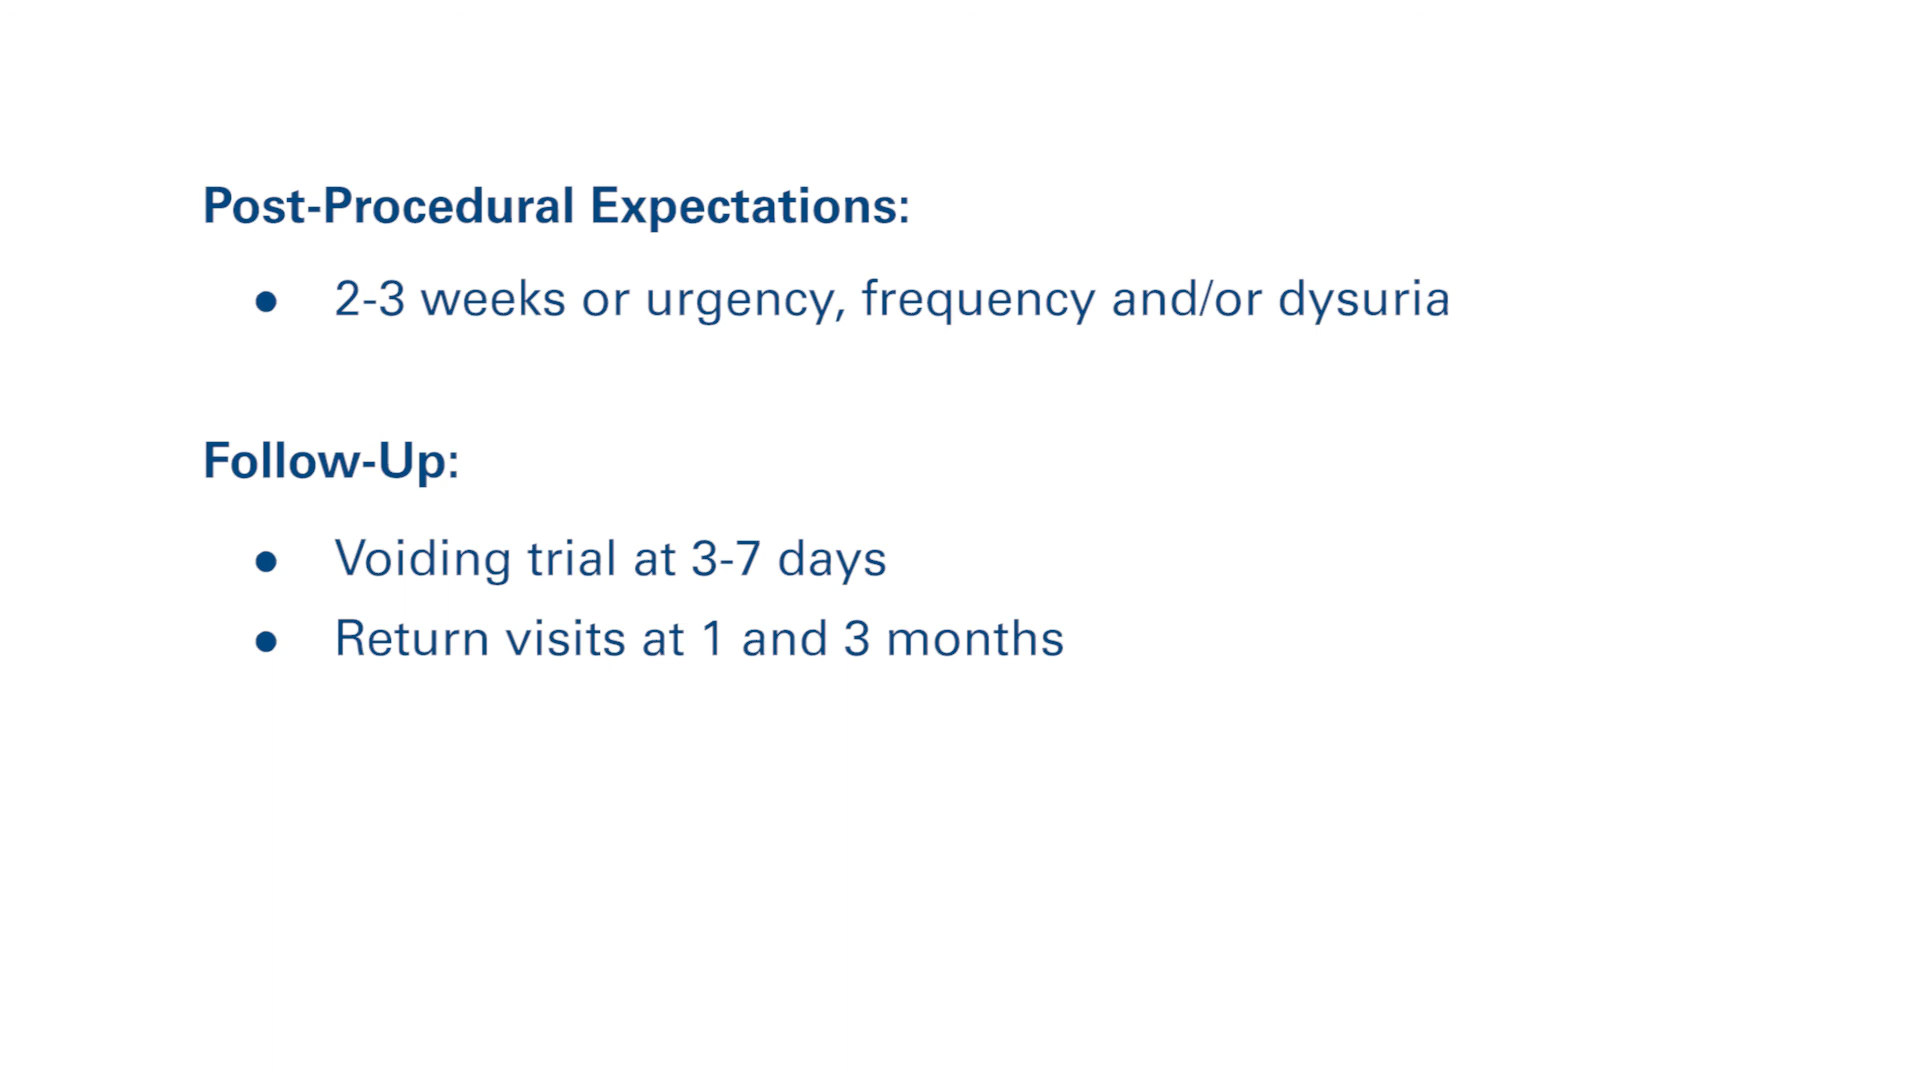 Post-Procedural Expectations:
● 2-3 weeks or urgency, frequency and/or dysuria
Follow-Up:
● Voiding trial at 3-7 days
● Return visits at 1 and 3 months